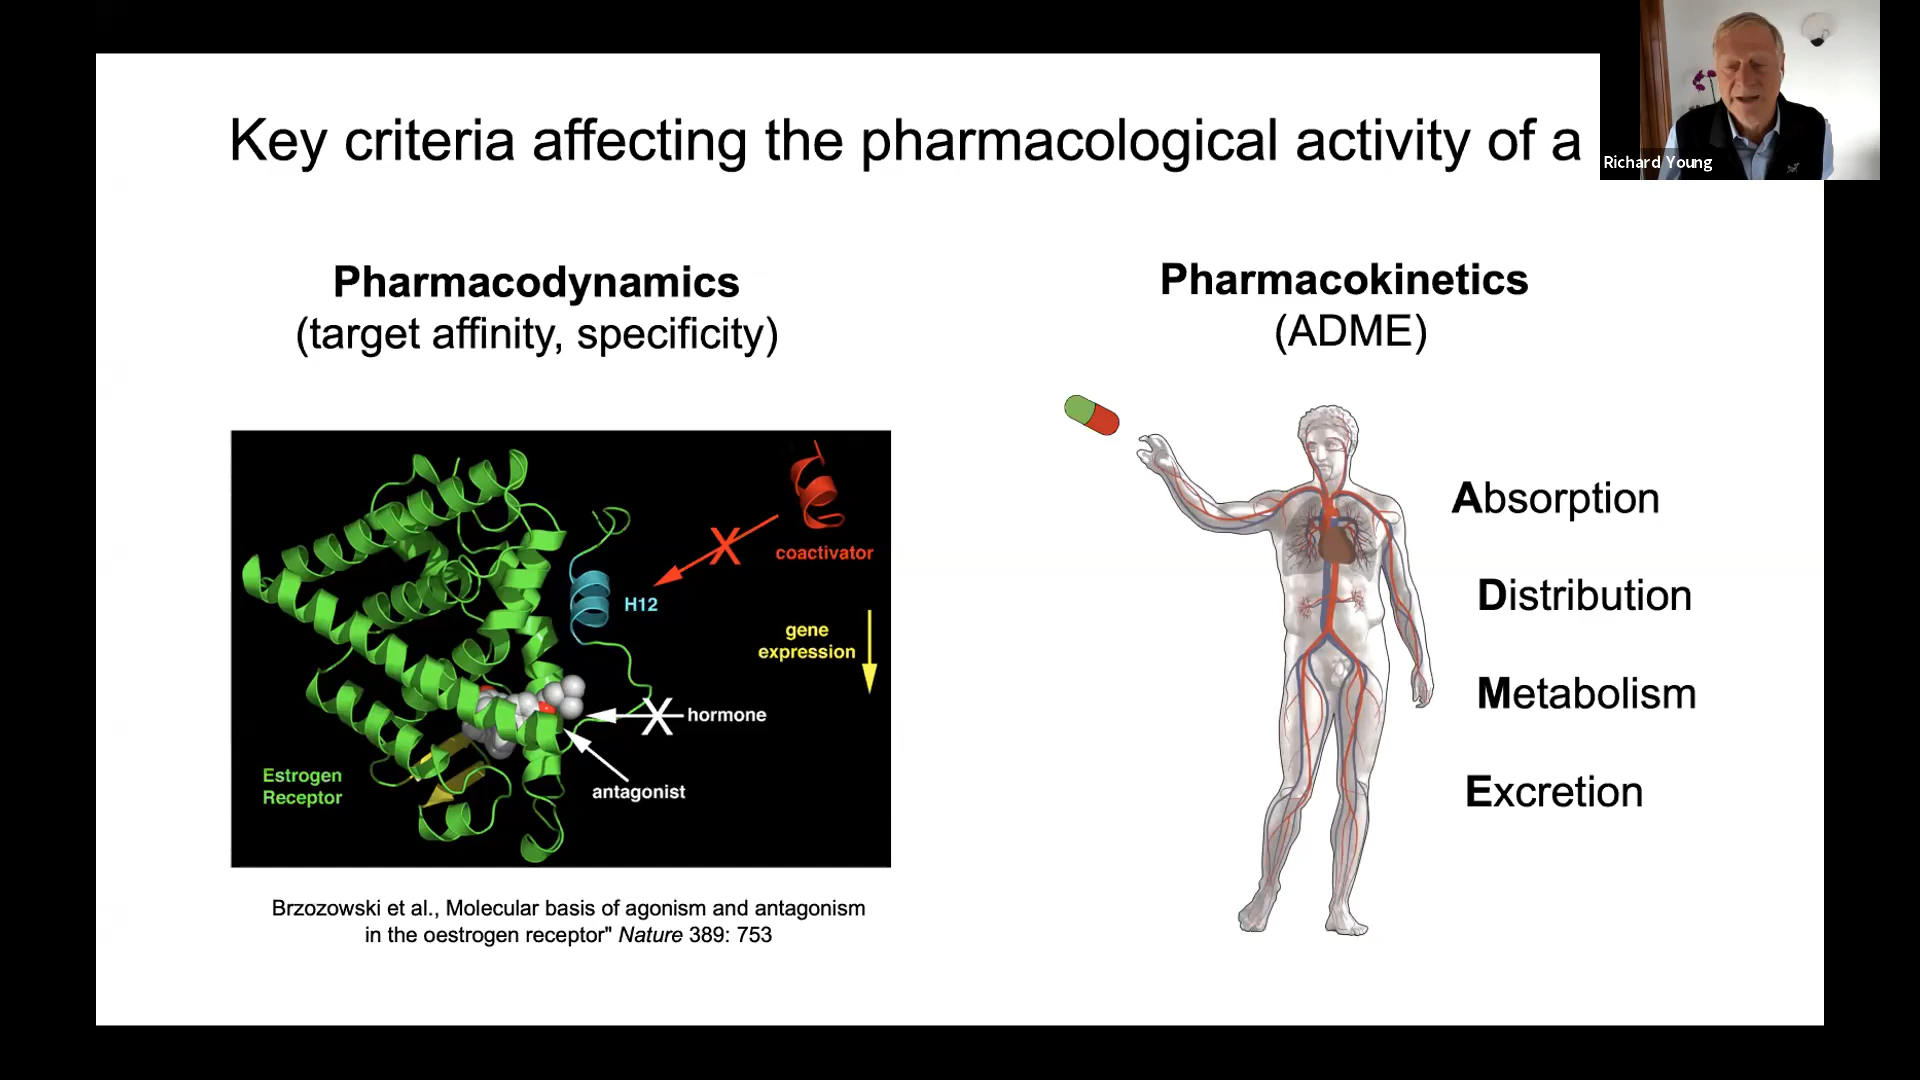 Key criteria affecting the pharmacological activity of a
Richard Young
Pharmacodynamics
(target affinity, specificity)
coactivator
H12
gene
expression
hormone
antagonist
Estrogen
Receptor
Brzozowski et al., Molecular basis of agonism and antagonism
in the oestrogen receptor" Nature 389: 753
Pharmacokinetics
(ADME)
Absorption
Distribution
Metabolism
Excretion